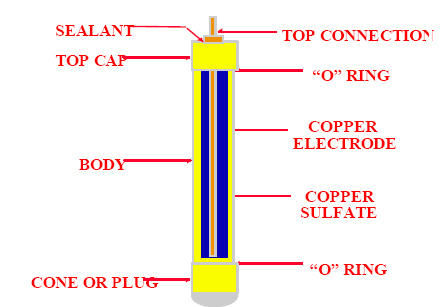 SEALANT
TOP CONNECTION
TOP CAP
“O” RING
COPPER
ELECTRODE
BODY
COPPER
SULFATE
“O” RING
CONE OR PLUG